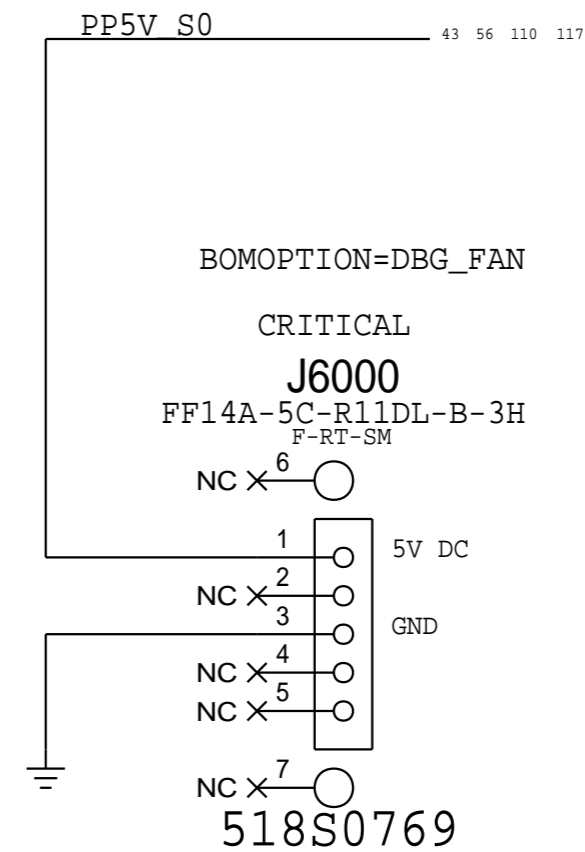 PP5V_S0 43 56 110 117
BOMOPTION=DBG_FAN
CRITICAL
J6000
FF14A-5C-R11DL-B-3H
F-RT-SM
NC 6
1 5V DC
NC 2
3 GND
NC 4
NC 5
NC 7
518S0769